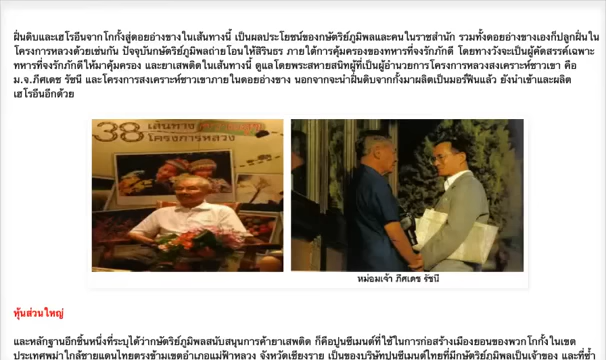 ฝิ่นดิบและเฮโรอีนจากโกกั้งสู่ดอยอ่างขางในเส้นทางนี้ เป็นผลประโยชน์ของกษัตริย์ภูมิพลและคนในราชสำนัก รวมทั้งดอยอ่างขางเองก็ปลูกฝิ่นใน
โครงการหลวงด้วยเช่นกัน ปัจจุบันกษัตริย์ภูมิพลถ่ายโอนให้สิรินธร ภายใต้การคุ้มครองของทหารที่จงรักภักดี โดยทางวังจะเป็นผู้คัดสรรค์เฉพาะ
ทหารที่จงรักภักดีให้มาคุ้มครอง และยาเสพติดในเส้นทางนี้ ดูแลโดยพระสหายสนิทผู้ที่เป็นผู้อำนวยการโครงการหลวงสงเคราะห์ชาวเขา คือ
ม.จ.ภีศเดช รัชนี และโครงการสงเคราะห์ชาวเขาภายในดอยอ่างขาง นอกจากจะนำฝิ่นดิบจากกั้งมาผลิตเป็นมอร์ฟีนแล้ว ยังนำเข้าและผลิต
เฮโรอีนอีกด้วย
38 เส้นทาง
โครงการหลวง
หม่อมเจ้า ภีศเดช รัชนี
หุ้นส่วนใหญ่
และหลักฐานอีกชิ้นหนึ่งที่ระบุได้ว่ากษัตริย์ภูมิพลสนับสนุนการค้ายาเสพติด ก็คือปูนซีเมนต์ที่ใช้ในการก่อสร้างเมืองยอนของพวกโกกั้งในเขต
ประเทศพม่าใกล้ชายแดนไทยตรงข้ามเขตอำเภอแม่ฟ้าหลวง จังหวัดเชียงราย เป็นของบริษัทปูนซีเมนต์ไทยที่มีกษัตริย์ภูมิพลเป็นเจ้าของ และที่ซ้ำ